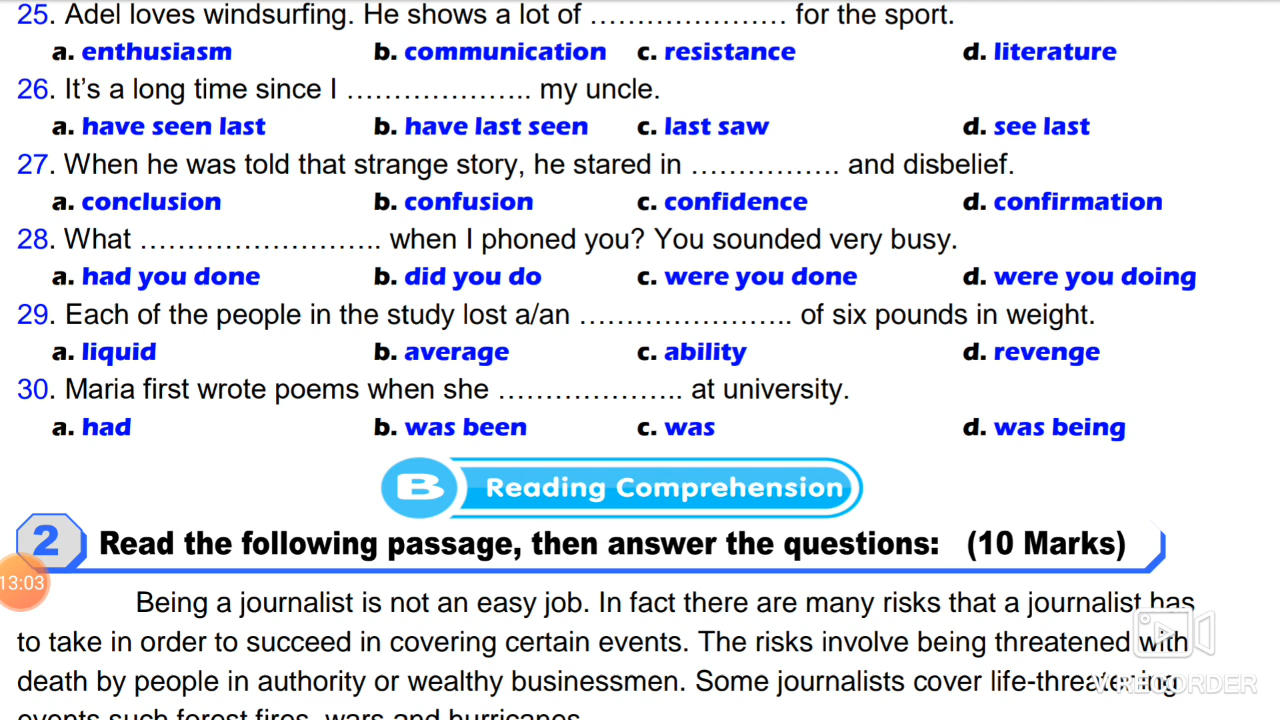 25. Adel loves windsurfing. He shows a lot of ………………….. for the sport.
a. enthusiasm b. communication c. resistance d. literature
26. It's a long time since I ………………….. my uncle.
a. have seen last b. have last seen c. last saw d. see last
27. When he was told that strange story, he stared in ……………. and disbelief.
a. conclusion b. confusion c. confidence d. confirmation
28. What …………………….. when I phoned you? You sounded very busy.
a. had you done b. did you do c. were you done d. were you doing
29. Each of the people in the study lost a/an ………………….. of six pounds in weight.
a. liquid b. average c. ability d. revenge
30. Maria first wrote poems when she ……………….. at university.
a. had b. was been c. was d. was being
B Reading Comprehension
2 Read the following passage, then answer the questions: (10 Marks)
13:03
Being a journalist is not an easy job. In fact there are many risks that a journalist has
to take in order to succeed in covering certain events. The risks involve being threatened with
death by people in authority or wealthy businessmen. Some journalists cover life-threatening
V RECORDER
events such forest fires, wars and hurricanes.